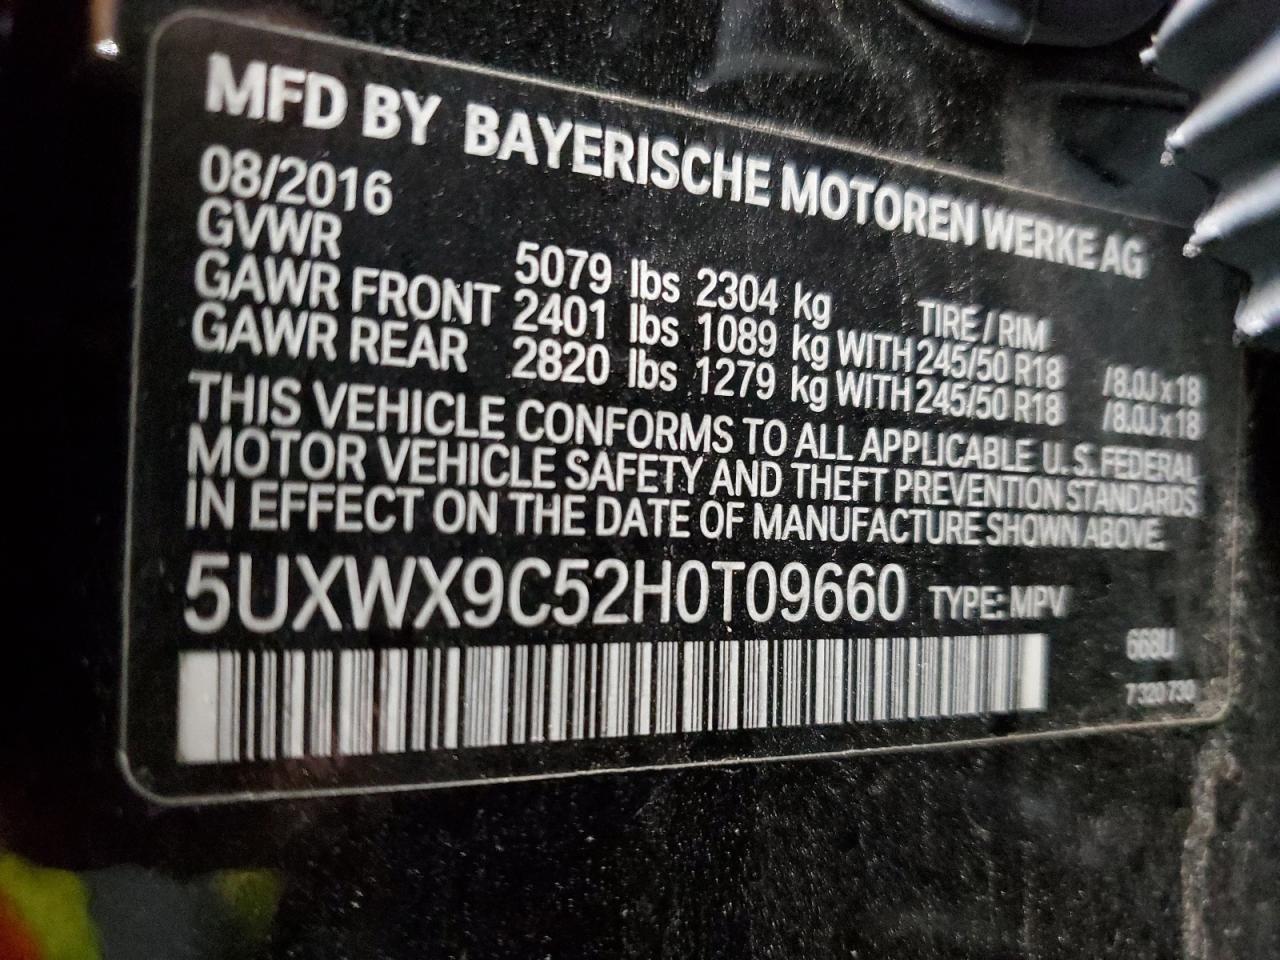 MFD BY BAYERISCHE MOTOREN WERKE AG
08/2016
GVWR 5079 lbs 2304 kg TIRE / RIM
GAWR FRONT 2401 lbs 1089 kg WITH 245/50 R18 /8.0J x 18
GAWR REAR 2820 lbs 1279 kg WITH 245/50 R18 /8.0J x 18
THIS VEHICLE CONFORMS TO ALL APPLICABLE U.S. FEDERAL
MOTOR VEHICLE SAFETY AND THEFT PREVENTION STANDARDS
IN EFFECT ON THE DATE OF MANUFACTURE SHOWN ABOVE.
5UXWX9C52H0T09660 TYPE: MPV
668U
7 320 730